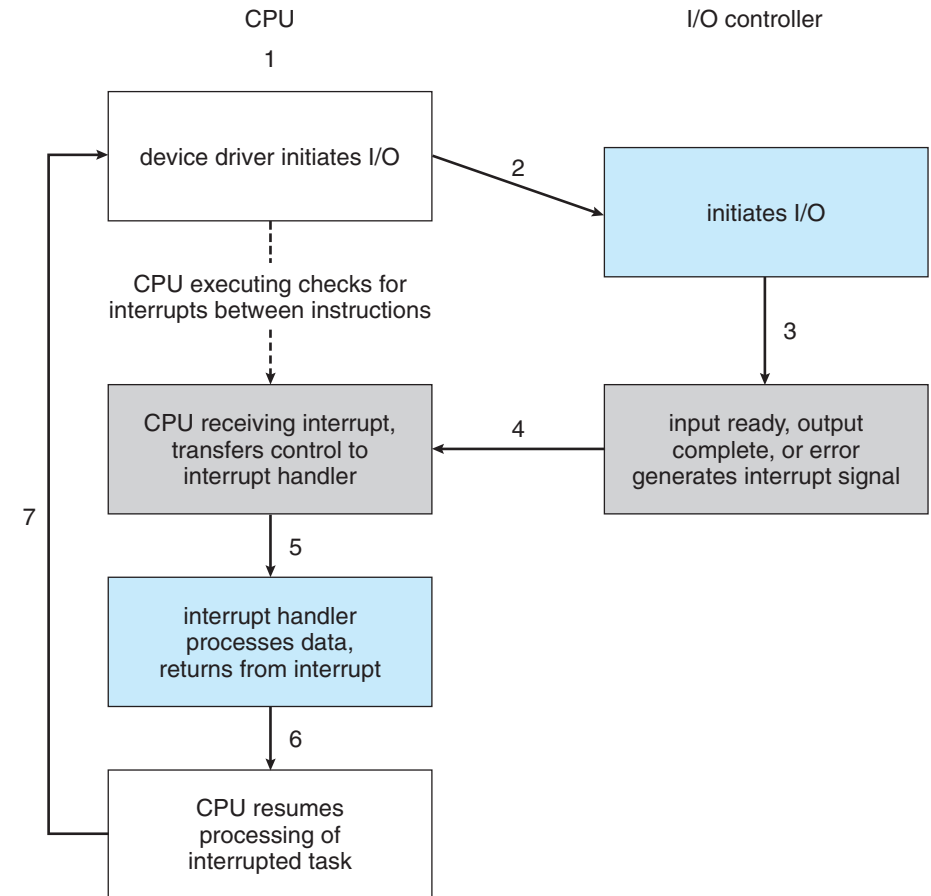 CPU
I/O controller
1
device driver initiates I/O
2
initiates I/O
CPU executing checks for
interrupts between instructions
3
CPU receiving interrupt,
transfers control to
interrupt handler
4
input ready, output
complete, or error
generates interrupt signal
7
5
interrupt handler
processes data,
returns from interrupt
6
CPU resumes
processing of
interrupted task